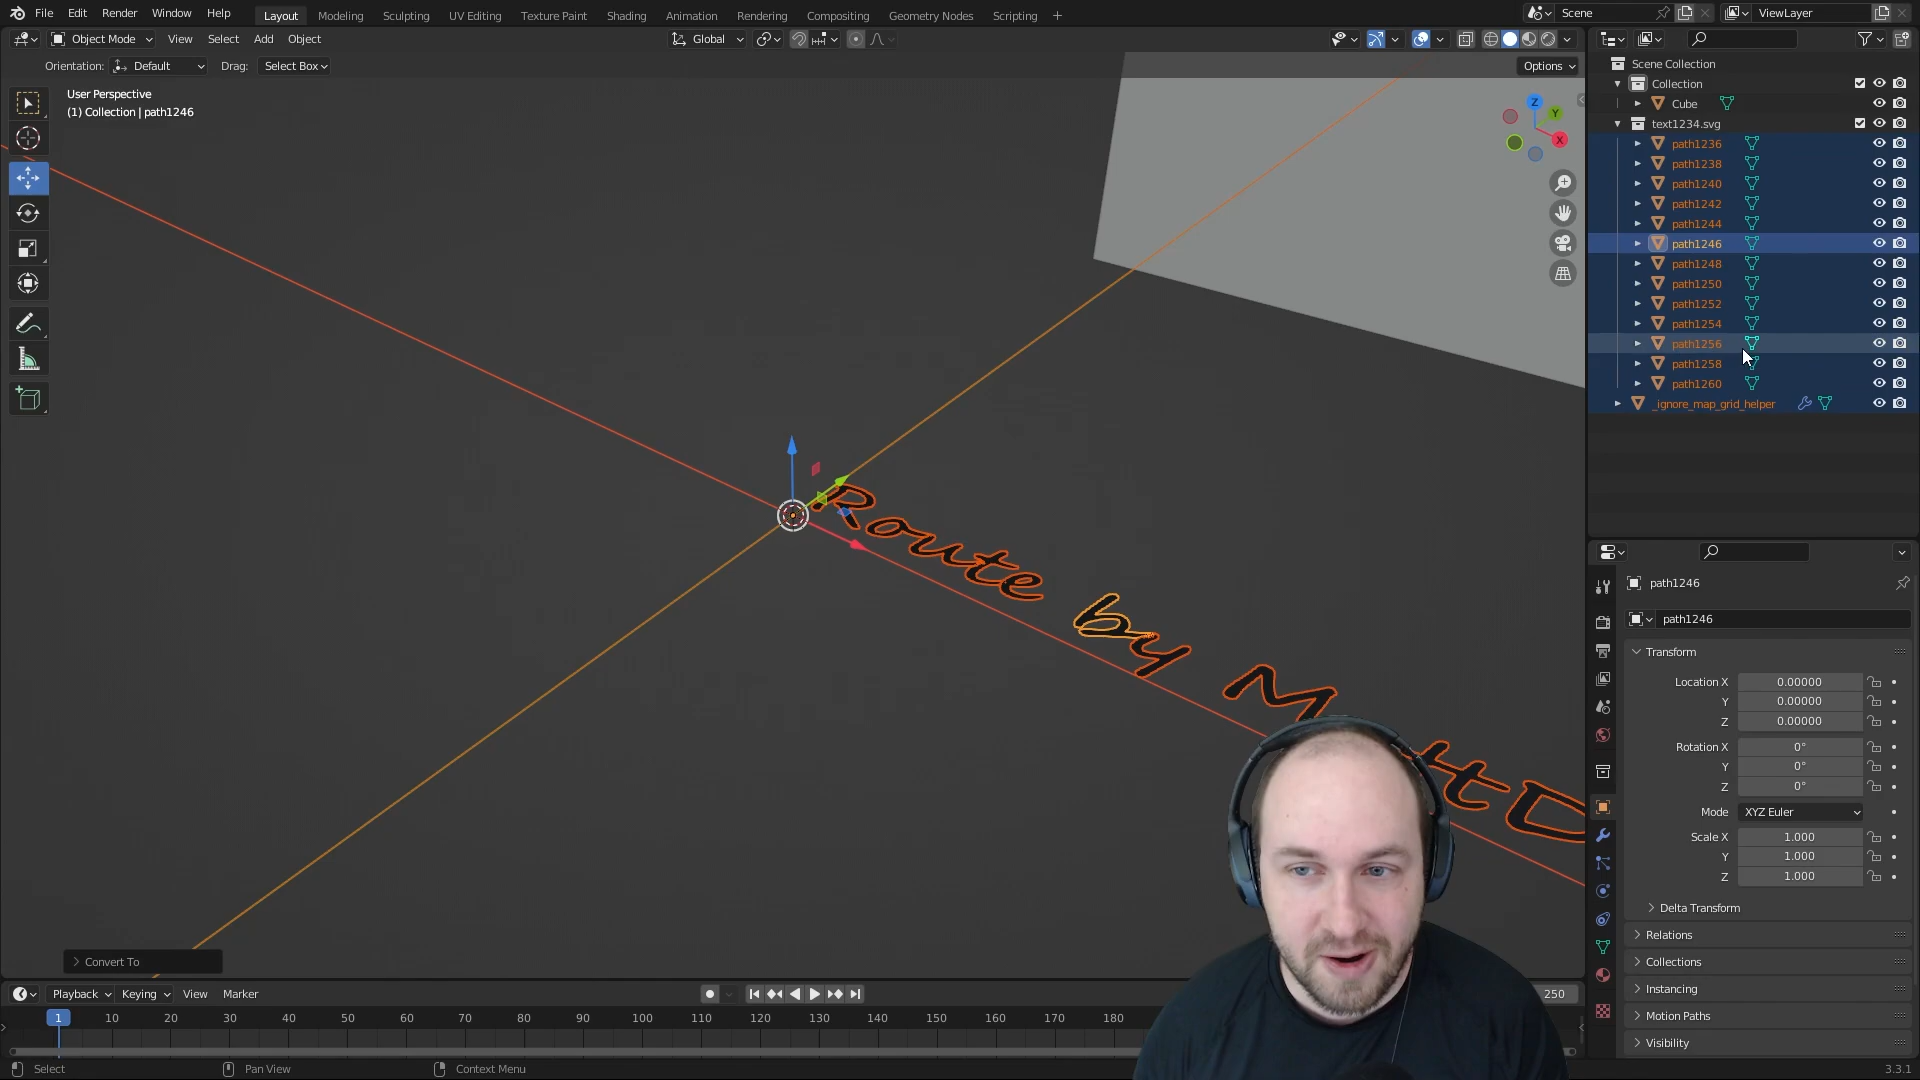 File Edit Render Window Help Layout Modeling Sculpting UV Editing Texture Paint Shading Animation Rendering Compositing Geometry Nodes Scripting + Scene ViewLayer
Object Mode View Select Add Object Global
Orientation: Default Drag: Select Box Options
User Perspective
(1) Collection | path1246
Z
Y
X
Route by M
tD
Convert To
Scene Collection
Collection
Cube
text1234.svg
path1236
path1238
path1240
path1242
path1244
path1246
path1248
path1250
path1252
path1254
path1256
path1258
path1260
_ignore_map_grid_helper
path1246
path1246
Transform
Location X 0.00000
Y 0.00000
Z 0.00000
Rotation X 0°
Y 0°
Z 0°
Mode XYZ Euler
Scale X 1.000
Y 1.000
Z 1.000
Delta Transform
Relations
Collections
Instancing
Motion Paths
Visibility
Playback Keying View Marker 250
1 10 20 30 40 50 60 70 80 90 100 110 120 130 140 150 160 170 180
Select Pan View Context Menu 3.3.1